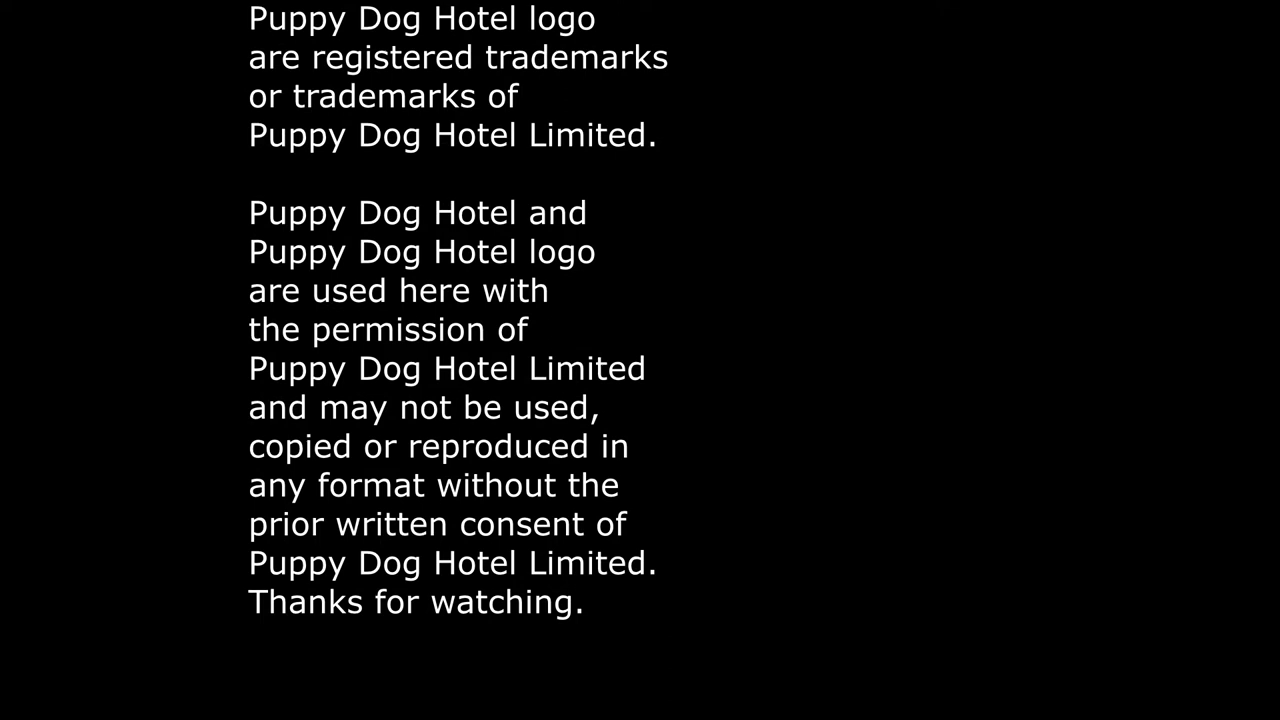 Puppy Dog Hotel logo
are registered trademarks
or trademarks of
Puppy Dog Hotel Limited.
Puppy Dog Hotel and
Puppy Dog Hotel logo
are used here with
the permission of
Puppy Dog Hotel Limited
and may not be used,
copied or reproduced in
any format without the
prior written consent of
Puppy Dog Hotel Limited.
Thanks for watching.